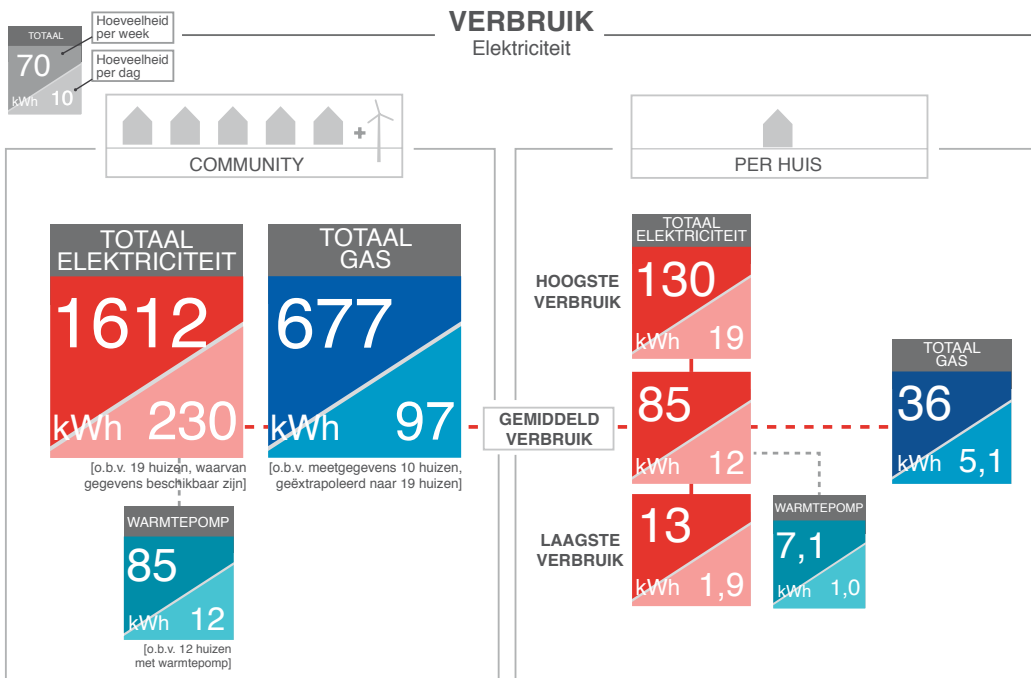 VERBRUIK
Elektriciteit
TOTAAL
70
kWh 10
Hoeveelheid
per week
Hoeveelheid
per dag
COMMUNITY
TOTAAL
ELEKTRICITEIT
1612
kWh 230
[o.b.v. 19 huizen, waarvan
gegevens beschikbaar zijn]
TOTAAL
GAS
677
kWh 97
[o.b.v. meetgegevens 10 huizen,
geëxtrapoleerd naar 19 huizen]
WARMTEPOMP
85
kWh 12
[o.b.v. 12 huizen
met warmtepomp]
PER HUIS
HOOGSTE
VERBRUIK
TOTAAL
ELEKTRICITEIT
130
kWh 19
GEMIDDELD
VERBRUIK
85
kWh 12
TOTAAL
GAS
36
kWh 5,1
LAAGSTE
VERBRUIK
13
kWh 1,9
WARMTEPOMP
7,1
kWh 1,0